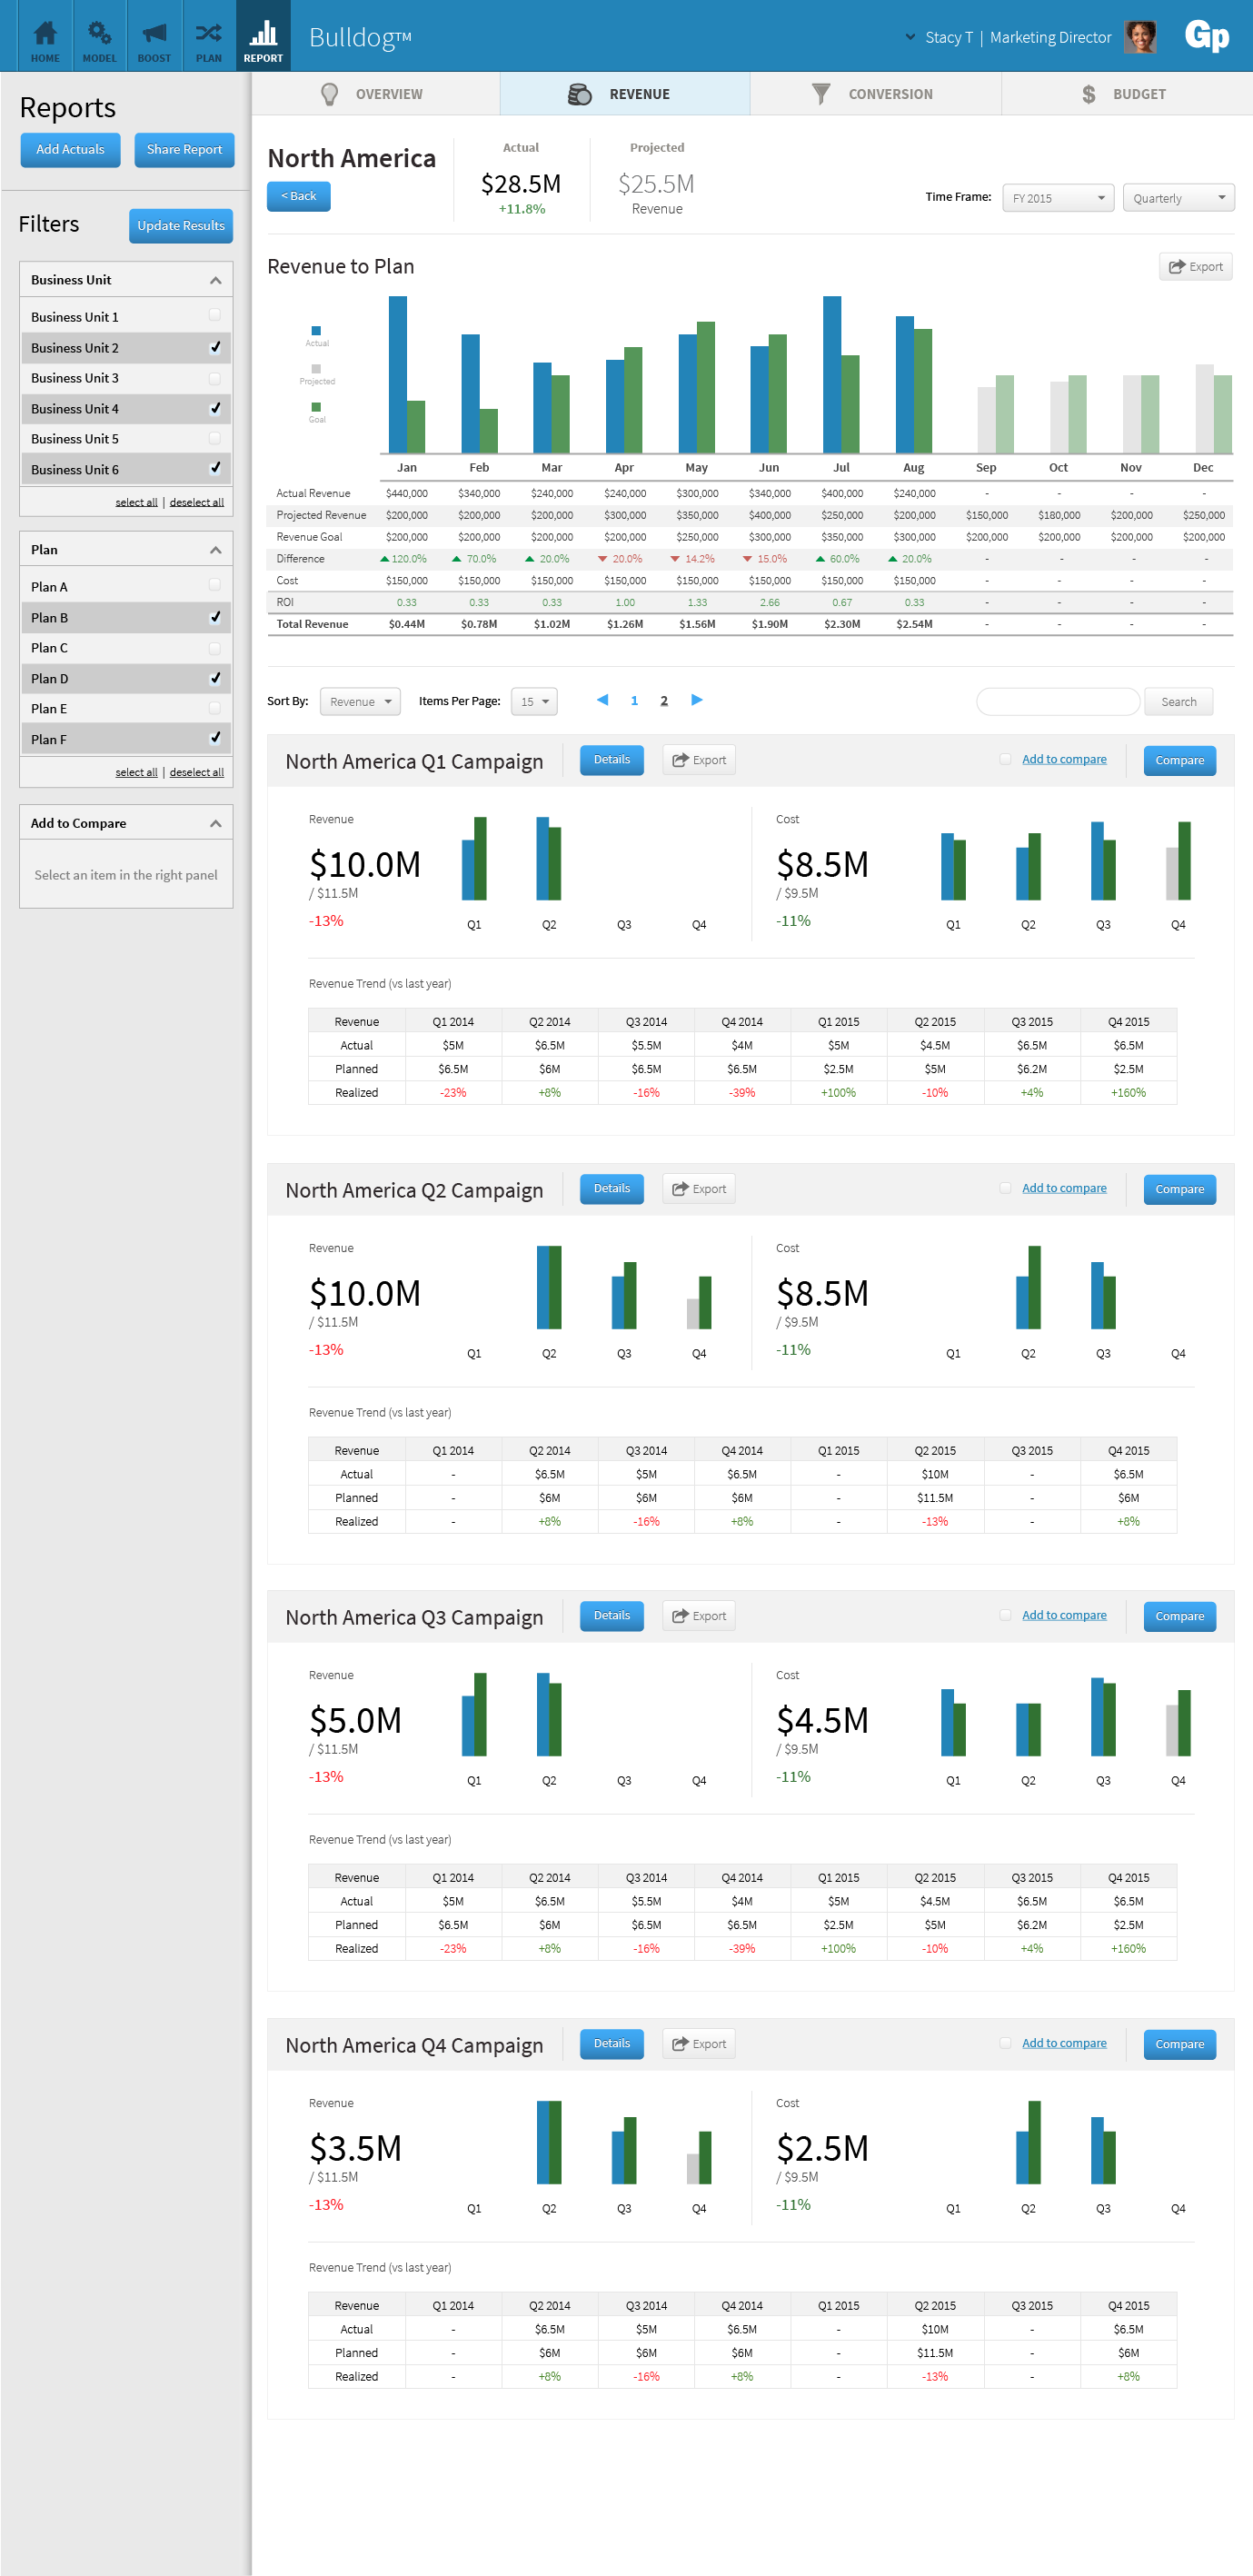 HOME MODEL BOOST PLAN REPORT
Bulldog™
Stacy T | Marketing Director
Gp
Reports
Add Actuals Share Report
Filters Update Results
Business Unit
Business Unit 1
Business Unit 2
Business Unit 3
Business Unit 4
Business Unit 5
Business Unit 6
select all | deselect all
Plan
Plan A
Plan B
Plan C
Plan D
Plan E
Plan F
select all | deselect all
Add to Compare
Select an item in the right panel
OVERVIEW REVENUE CONVERSION $ BUDGET
North America
< Back
Actual
$28.5M
+11.8%
Projected
$25.5M
Revenue
Time Frame: FY 2015 Quarterly
Revenue to Plan Export
Actual
Projected
Goal
Jan Feb Mar Apr May Jun Jul Aug Sep Oct Nov Dec
Actual Revenue $440,000 $340,000 $240,000 $240,000 $300,000 $340,000 $400,000 $240,000 - - - -
Projected Revenue $200,000 $200,000 $200,000 $300,000 $350,000 $400,000 $250,000 $200,000 $150,000 $180,000 $200,000 $250,000
Revenue Goal $200,000 $200,000 $200,000 $200,000 $250,000 $300,000 $350,000 $300,000 $200,000 $200,000 $200,000 $200,000
Difference 120.0% 70.0% 20.0% 20.0% 14.2% 15.0% 60.0% 20.0% - - - -
Cost $150,000 $150,000 $150,000 $150,000 $150,000 $150,000 $150,000 $150,000 - - - -
ROI 0.33 0.33 0.33 1.00 1.33 2.66 0.67 0.33 - - - -
Total Revenue $0.44M $0.78M $1.02M $1.26M $1.56M $1.90M $2.30M $2.54M - - - -
Sort By: Revenue Items Per Page: 15 1 2 Search
North America Q1 Campaign Details Export Add to compare Compare
Revenue
$10.0M
/ $11.5M
-13%
Q1 Q2 Q3 Q4
Cost
$8.5M
/ $9.5M
-11%
Q1 Q2 Q3 Q4
Revenue Trend (vs last year)
Revenue Q1 2014 Q2 2014 Q3 2014 Q4 2014 Q1 2015 Q2 2015 Q3 2015 Q4 2015
Actual $5M $6.5M $5.5M $4M $5M $4.5M $6.5M $6.5M
Planned $6.5M $6M $6.5M $6.5M $2.5M $5M $6.2M $2.5M
Realized -23% +8% -16% -39% +100% -10% +4% +160%
North America Q2 Campaign Details Export Add to compare Compare
Revenue
$10.0M
/ $11.5M
-13%
Q1 Q2 Q3 Q4
Cost
$8.5M
/ $9.5M
-11%
Q1 Q2 Q3 Q4
Revenue Trend (vs last year)
Revenue Q1 2014 Q2 2014 Q3 2014 Q4 2014 Q1 2015 Q2 2015 Q3 2015 Q4 2015
Actual - $6.5M $5M $6.5M - $10M - $6.5M
Planned - $6M $6M $6M - $11.5M - $6M
Realized - +8% -16% +8% - -13% - +8%
North America Q3 Campaign Details Export Add to compare Compare
Revenue
$5.0M
/ $11.5M
-13%
Q1 Q2 Q3 Q4
Cost
$4.5M
/ $9.5M
-11%
Q1 Q2 Q3 Q4
Revenue Trend (vs last year)
Revenue Q1 2014 Q2 2014 Q3 2014 Q4 2014 Q1 2015 Q2 2015 Q3 2015 Q4 2015
Actual $5M $6.5M $5.5M $4M $5M $4.5M $6.5M $6.5M
Planned $6.5M $6M $6.5M $6.5M $2.5M $5M $6.2M $2.5M
Realized -23% +8% -16% -39% +100% -10% +4% +160%
North America Q4 Campaign Details Export Add to compare Compare
Revenue
$3.5M
/ $11.5M
-13%
Q1 Q2 Q3 Q4
Cost
$2.5M
/ $9.5M
-11%
Q1 Q2 Q3 Q4
Revenue Trend (vs last year)
Revenue Q1 2014 Q2 2014 Q3 2014 Q4 2014 Q1 2015 Q2 2015 Q3 2015 Q4 2015
Actual - $6.5M $5M $6.5M - $10M - $6.5M
Planned - $6M $6M $6M - $11.5M - $6M
Realized - +8% -16% +8% - -13% - +8%